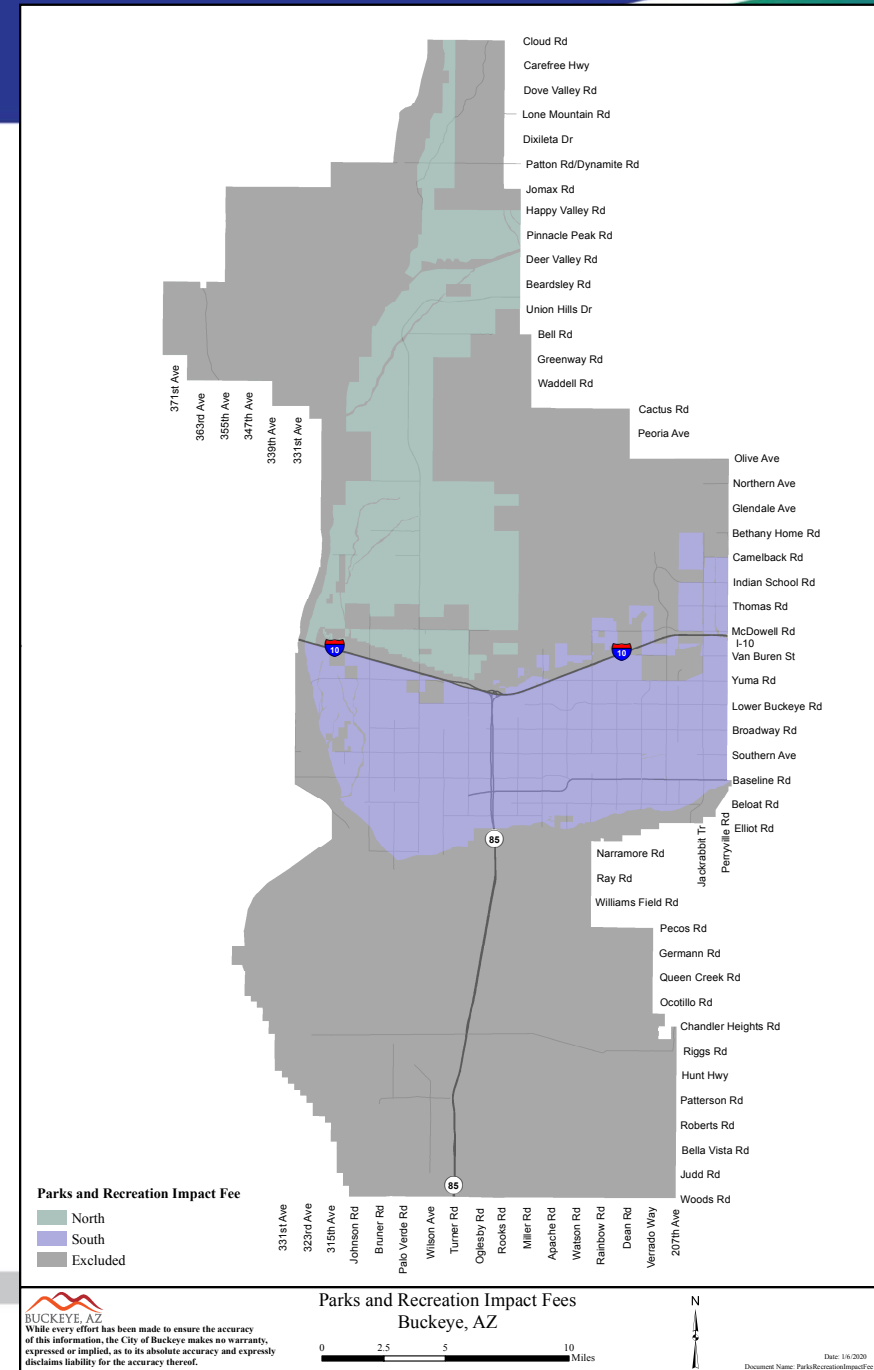 Cloud Rd
Carefree Hwy
Dove Valley Rd
Lone Mountain Rd
Dixileta Dr
Patton Rd/Dynamite Rd
Jomax Rd
Happy Valley Rd
Pinnacle Peak Rd
Deer Valley Rd
Beardsley Rd
Union Hills Dr
Bell Rd
Greenway Rd
Waddell Rd
371st Ave
363rd Ave
355th Ave
347th Ave
339th Ave
331st Ave
Cactus Rd
Peoria Ave
Olive Ave
Northern Ave
Glendale Ave
Bethany Home Rd
Camelback Rd
Indian School Rd
Thomas Rd
McDowell Rd
I-10
10
10
Van Buren St
Yuma Rd
Lower Buckeye Rd
Broadway Rd
Southern Ave
Baseline Rd
Beloat Rd
Elliot Rd
Jackrabbit Tr
Perryville Rd
85
Narramore Rd
Ray Rd
Williams Field Rd
Pecos Rd
Germann Rd
Queen Creek Rd
Ocotillo Rd
Chandler Heights Rd
Riggs Rd
Hunt Hwy
Patterson Rd
Roberts Rd
Bella Vista Rd
Judd Rd
85
Woods Rd
Parks and Recreation Impact Fee
North
South
Excluded
331st Ave
323rd Ave
315th Ave
Johnson Rd
Bruner Rd
Palo Verde Rd
Wilson Ave
Turner Rd
Oglesby Rd
Rooks Rd
Miller Rd
Apache Rd
Watson Rd
Rainbow Rd
Dean Rd
Verrado Way
207th Ave
BUCKEYE, AZ
While every effort has been made to ensure the accuracy
of this information, the City of Buckeye makes no warranty,
expressed or implied, as to its absolute accuracy and expressly
disclaims liability for the accuracy thereof.
Parks and Recreation Impact Fees
Buckeye, AZ
0 2.5 5 10
Miles
N
Date: 1/6/2020
Document Name: ParksRecreationImpactFee